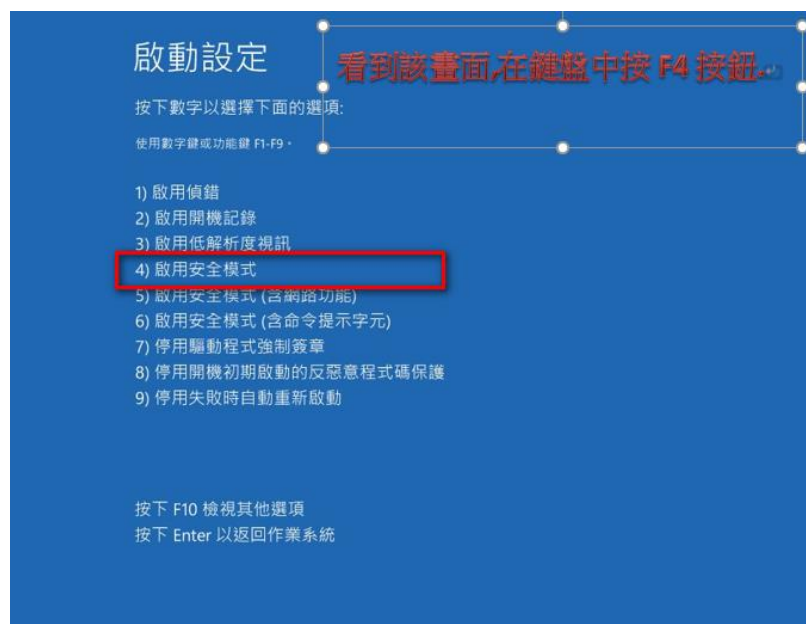 啟動設定
看到該畫面,在鍵盤中按 F4 按鈕.
按下數字以選擇下面的選項:
使用數字鍵或功能鍵 F1-F9。
1) 啟用偵錯
2) 啟用開機記錄
3) 啟用低解析度視訊
4) 啟用安全模式
5) 啟用安全模式 (含網路功能)
6) 啟用安全模式 (含命令提示字元)
7) 停用驅動程式強制簽章
8) 停用開機初期啟動的反惡意程式碼保護
9) 停用失敗時自動重新啟動
按下 F10 檢視其他選項
按下 Enter 以返回作業系統